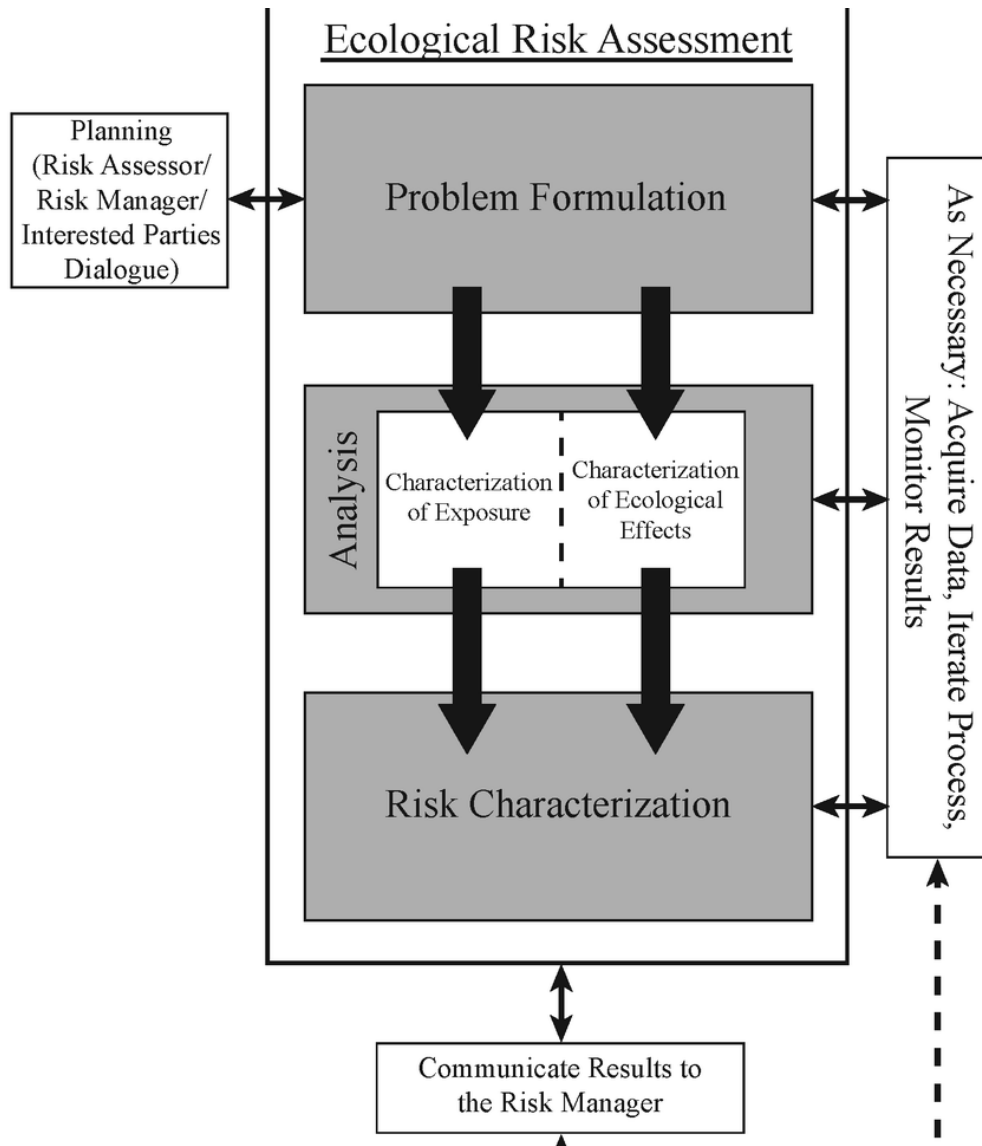 Ecological Risk Assessment
Planning
(Risk Assessor/
Risk Manager/
Interested Parties
Dialogue)
Problem Formulation
As Necessary: Acquire Data, Iterate Process,
Monitor Results
Analysis
Characterization
of Exposure
Characterization
of Ecological
Effects
Risk Characterization
Communicate Results to
the Risk Manager